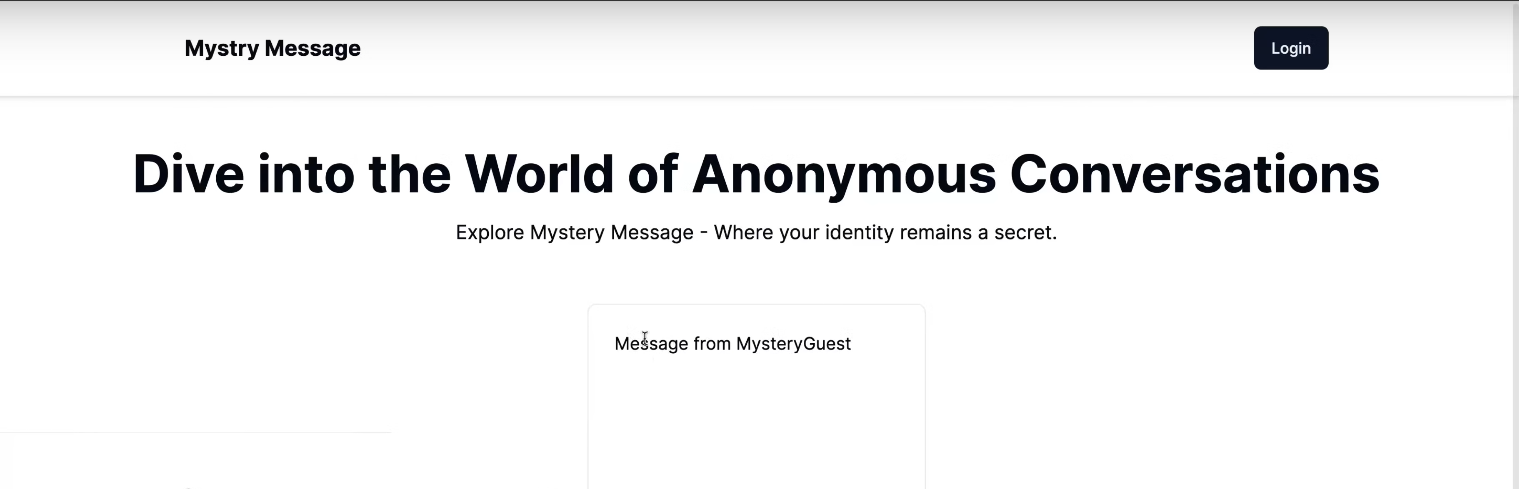 Mystry Message
Login
Dive into the World of Anonymous Conversations
Explore Mystery Message - Where your identity remains a secret.
Message from MysteryGuest